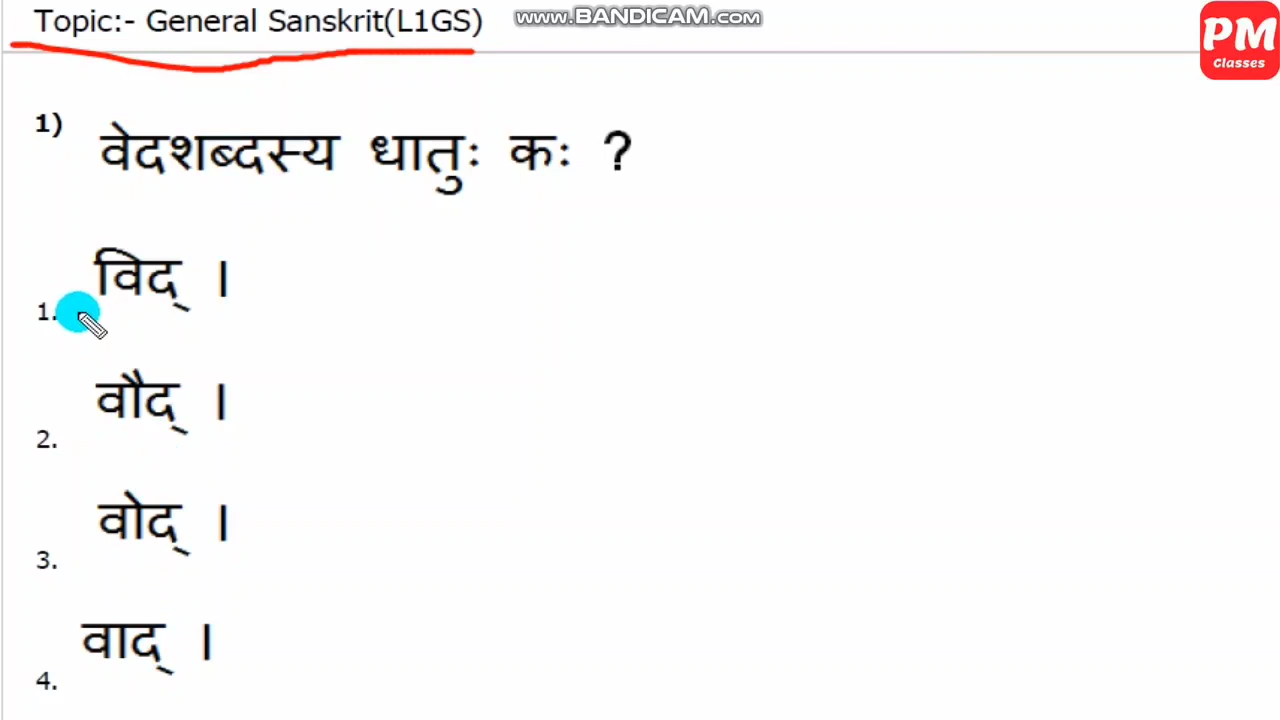 Topic:- General Sanskrit(L1GS)
www.BANDICAM.com
PM
Classes
1) वेदशब्दस्य धातुः कः ?
1. विद् ।
2. वौद् ।
3. वोद् ।
4. वाद् ।